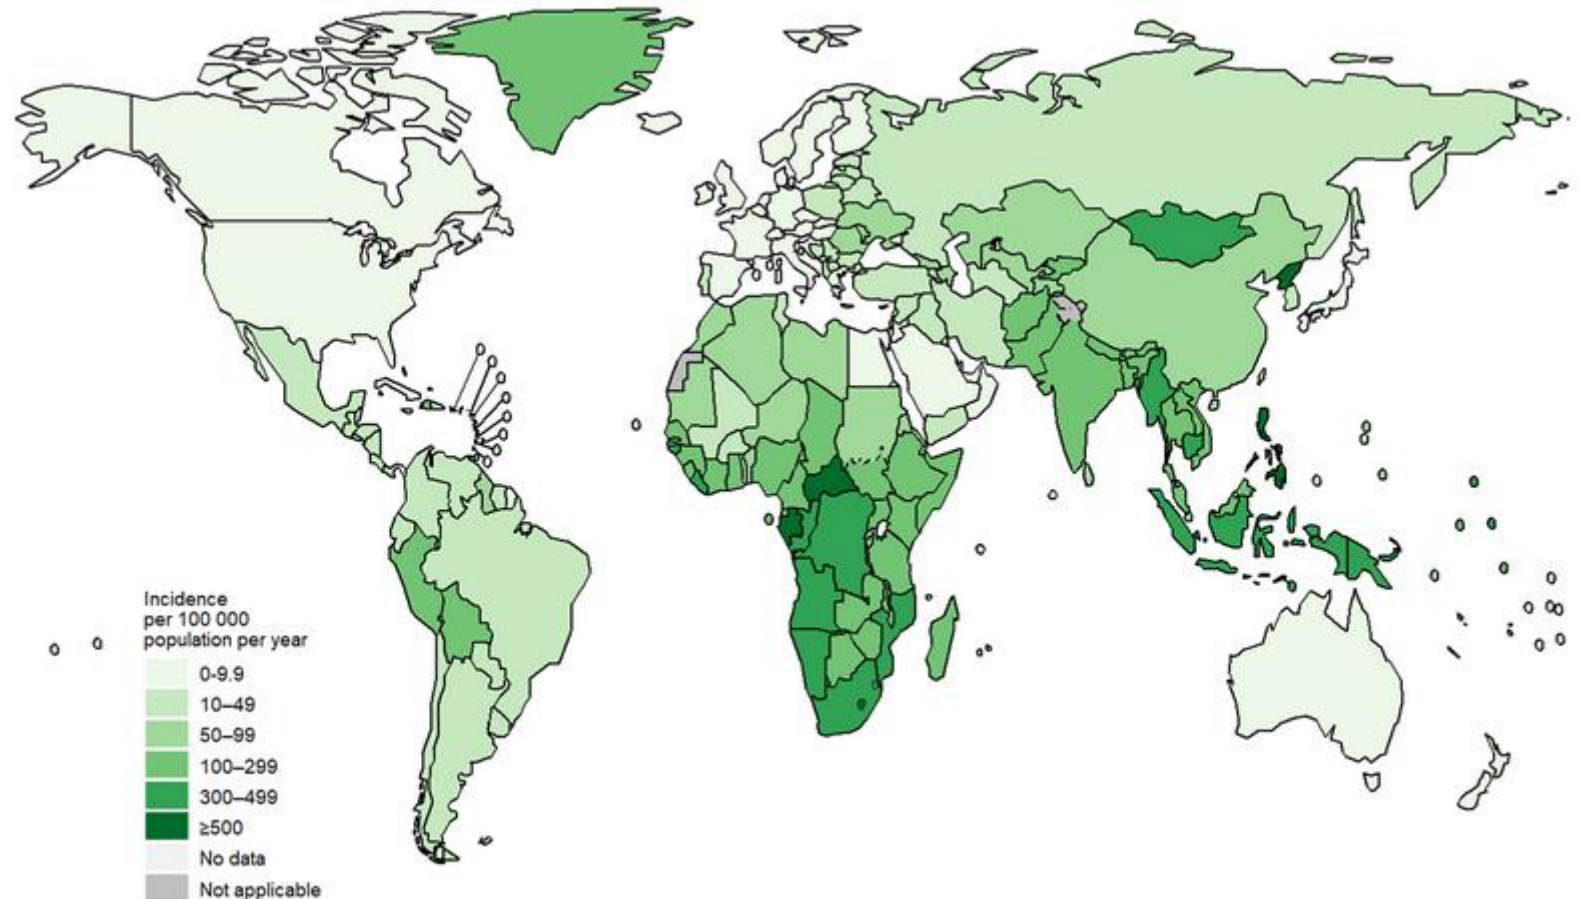 Incidence
per 100 000
population per year
0-9.9
10–49
50–99
100–299
300–499
≥500
No data
Not applicable